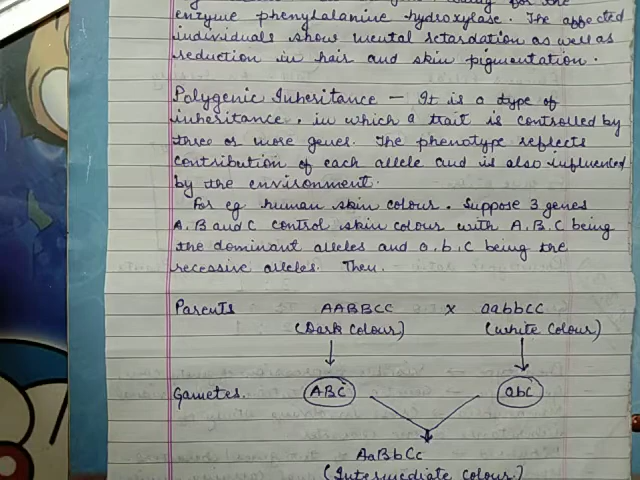 for the
enzyme phenylalanine hydroxylase. The affected
individuals show mental retardation as well as
reduction in hair and skin pigmentation.
Polygenic Inheritance - It is a type of
inheritance, in which a trait is controlled by
three or more genes. The phenotype reflects
contribution of each allele and is also influenced
by the environment.
For eg human skin colour. Suppose 3 genes
A, B and C control skin colour with A, B, C being
the dominant alleles and a, b, c being the
recessive alleles. Then.
Parents AABBCC x aabbcc
(Dark colour) (white colour)
Gametes. ABC abc
AaBbCc
(Intermediate colour)